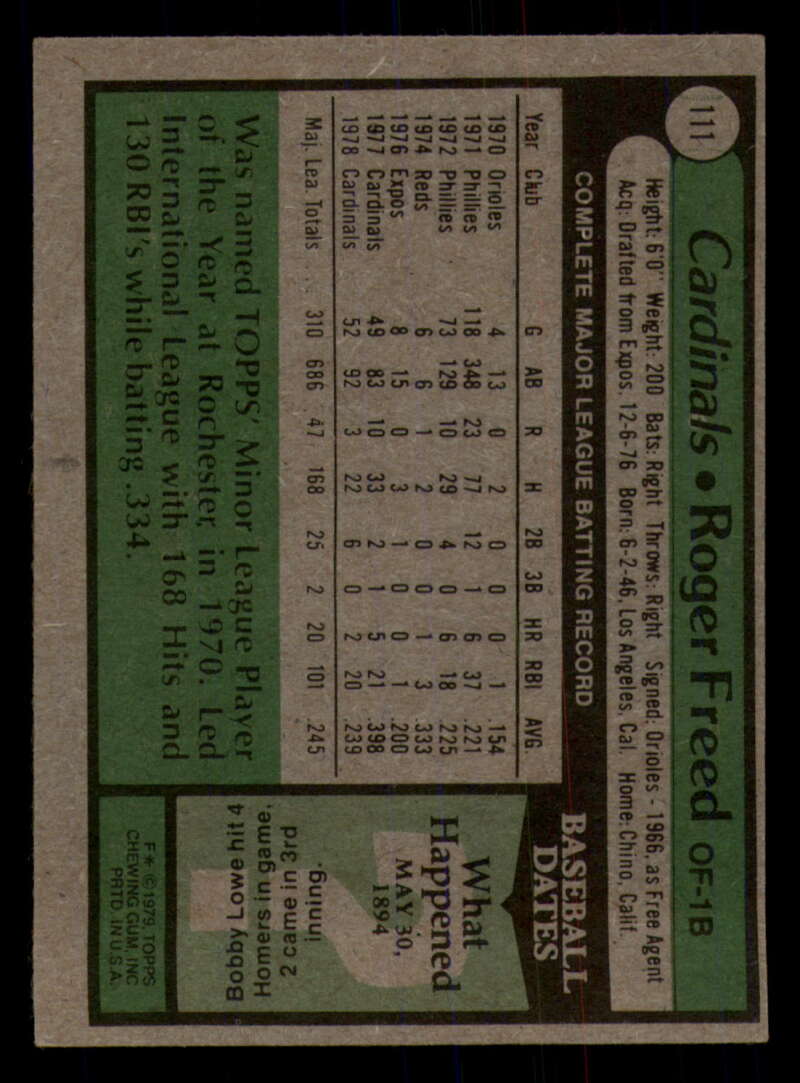 111
Cardinals • Roger Freed OF-1B
Height: 6'0" Weight: 200 Bats: Right Throws: Right Signed: Orioles - 1966, as Free Agent
Acq: Drafted from Expos, 12-6-76 Born: 6-2-46, Los Angeles, Cal. Home: Chino, Calif.
COMPLETE MAJOR LEAGUE BATTING RECORD
Year Club G AB R H 2B 3B HR RBI AVG.
1970 Orioles 4 13 0 2 0 0 0 1 .154
1971 Phillies 118 348 23 77 12 1 6 37 .221
1972 Phillies 73 129 10 29 4 0 6 18 .225
1974 Reds 6 6 1 2 0 0 1 3 .333
1976 Expos 8 15 0 3 1 0 0 1 .200
1977 Cardinals 49 83 10 33 2 1 5 21 .398
1978 Cardinals 52 92 3 22 6 0 2 20 .239
Maj. Lea. Totals . . . 310 686 47 168 25 2 20 101 .245
Was named TOPPS' Minor League Player
of the Year at Rochester in 1970. Led
International League with 168 Hits and
130 RBI's while batting .334.
BASEBALL
DATES
What
Happened
MAY 30,
1894
Bobby Lowe hit 4
Homers in game.
2 came in 3rd
inning.
F * © 1979 TOPPS
CHEWING GUM, INC
PRTD. IN U.S.A.